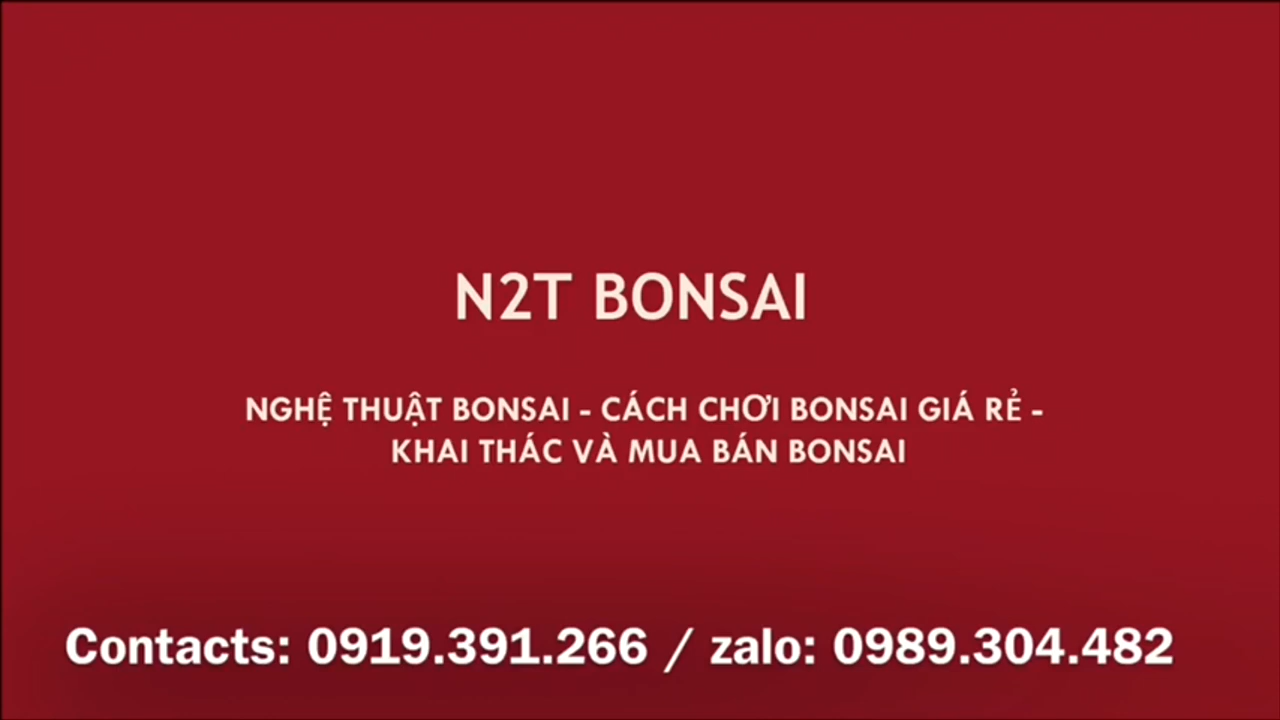 N2T BONSAI
NGHỆ THUẬT BONSAI - CÁCH CHƠI BONSAI GIÁ RẺ -
KHAI THÁC VÀ MUA BÁN BONSAI
Contacts: 0919.391.266 / zalo: 0989.304.482